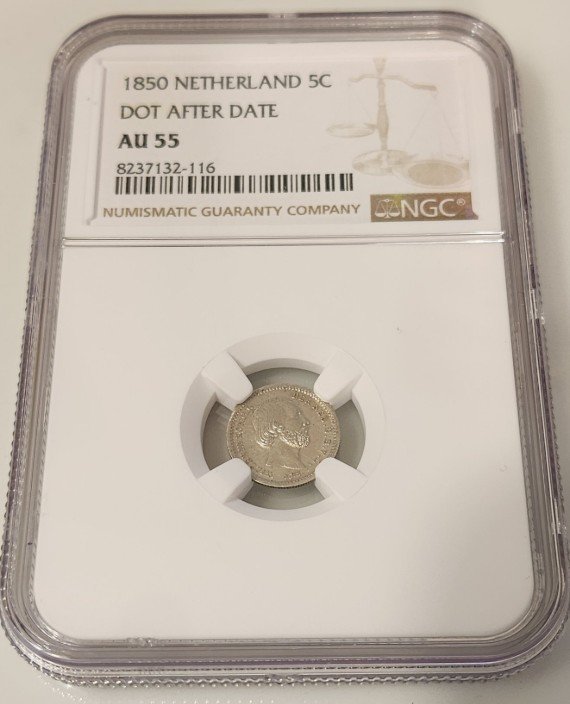 1850 NETHERLAND 5C
DOT AFTER DATE
AU 55
8237132-116
NUMISMATIC GUARANTY COMPANY NGC®